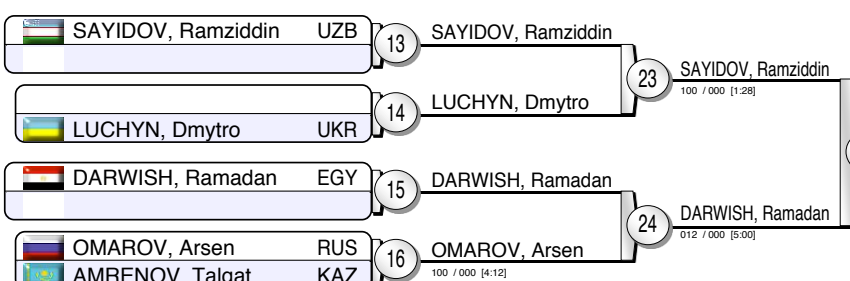 SAYIDOV, Ramziddin UZB
13
SAYIDOV, Ramziddin
23
SAYIDOV, Ramziddin
100 / 000 [1:28]
14
LUCHYN, Dmytro
LUCHYN, Dmytro UKR
DARWISH, Ramadan EGY
15
DARWISH, Ramadan
24
DARWISH, Ramadan
012 / 000 [5:00]
OMAROV, Arsen RUS
16
OMAROV, Arsen
100 / 000 [4:12]
AMRENOV, Talgat KAZ